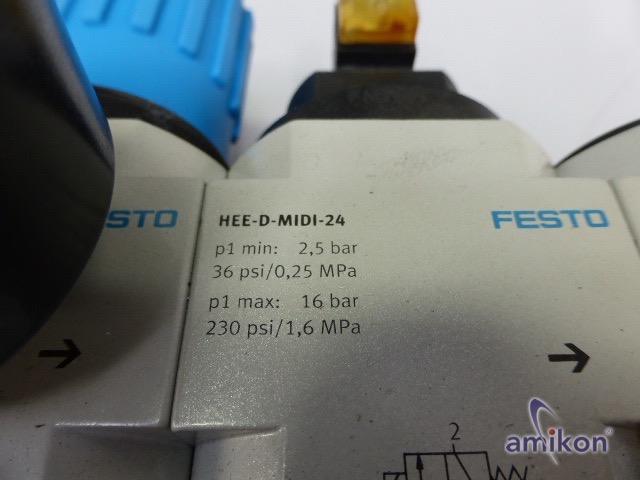 STO
HEE-D-MIDI-24
FESTO
p1 min: 2,5 bar
36 psi/0,25 MPa
p1 max: 16 bar
230 psi/1,6 MPa
2
amikon®